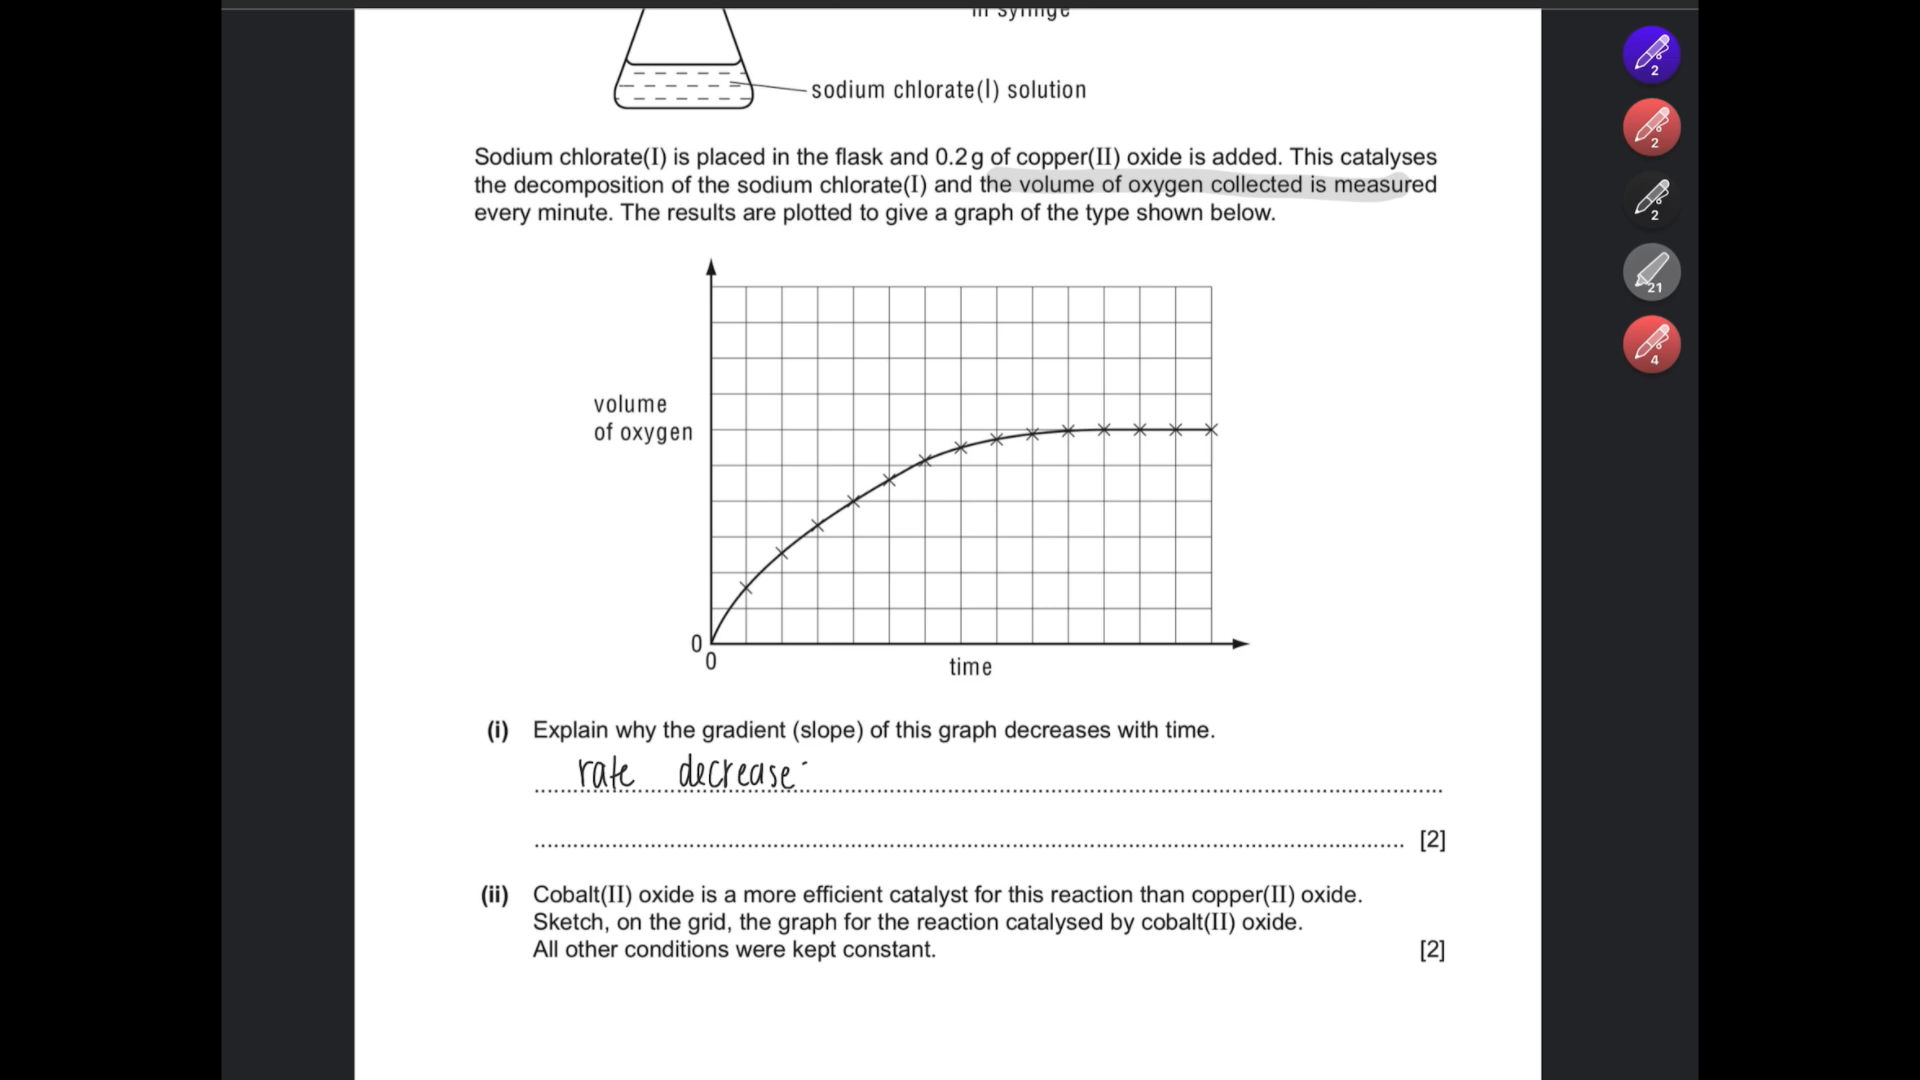 in syringe
sodium chlorate(I) solution
Sodium chlorate(I) is placed in the flask and 0.2 g of copper(II) oxide is added. This catalyses
the decomposition of the sodium chlorate(I) and the volume of oxygen collected is measured
every minute. The results are plotted to give a graph of the type shown below.
volume
of oxygen
0
0
time
(i) Explain why the gradient (slope) of this graph decreases with time.
rate decrease
[2]
(ii) Cobalt(II) oxide is a more efficient catalyst for this reaction than copper(II) oxide.
Sketch, on the grid, the graph for the reaction catalysed by cobalt(II) oxide.
All other conditions were kept constant. [2]
2
2
2
21
4